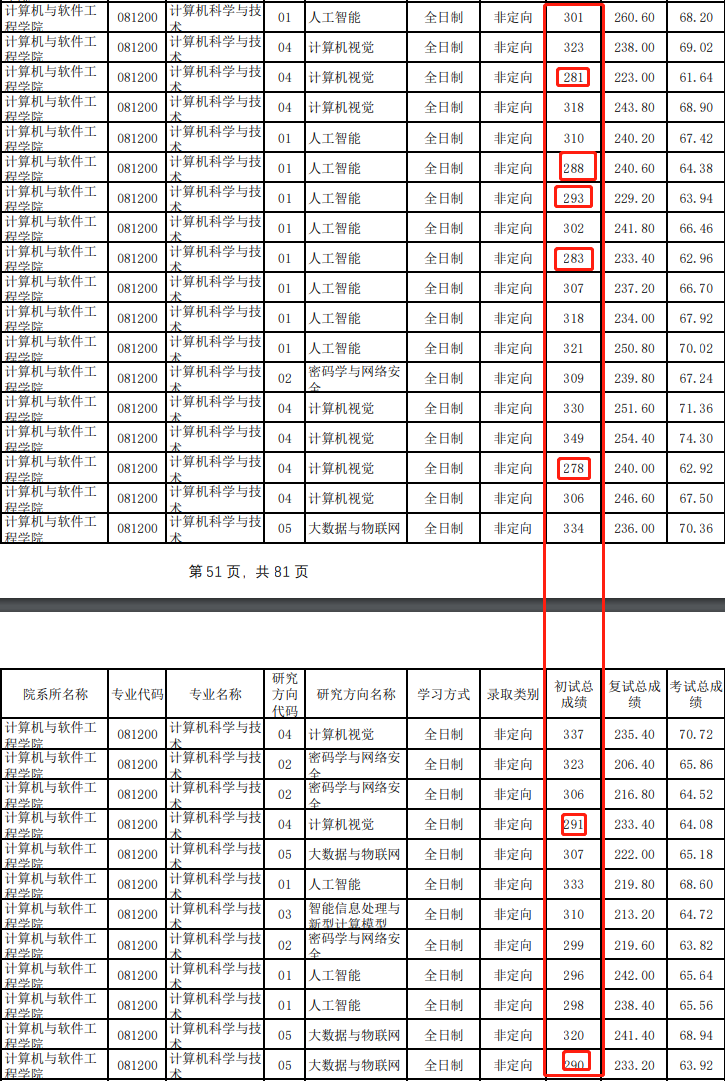 计算机与软件工程学院 081200 计算机科学与技术 01 人工智能 全日制 非定向 301 260.60 68.20
计算机与软件工程学院 081200 计算机科学与技术 04 计算机视觉 全日制 非定向 323 238.00 69.02
计算机与软件工程学院 081200 计算机科学与技术 04 计算机视觉 全日制 非定向 281 223.00 61.64
计算机与软件工程学院 081200 计算机科学与技术 04 计算机视觉 全日制 非定向 318 243.80 68.90
计算机与软件工程学院 081200 计算机科学与技术 01 人工智能 全日制 非定向 310 240.20 67.42
计算机与软件工程学院 081200 计算机科学与技术 01 人工智能 全日制 非定向 288 240.60 64.38
计算机与软件工程学院 081200 计算机科学与技术 01 人工智能 全日制 非定向 293 229.20 63.94
计算机与软件工程学院 081200 计算机科学与技术 01 人工智能 全日制 非定向 302 241.80 66.46
计算机与软件工程学院 081200 计算机科学与技术 01 人工智能 全日制 非定向 283 233.40 62.96
计算机与软件工程学院 081200 计算机科学与技术 01 人工智能 全日制 非定向 307 237.20 66.70
计算机与软件工程学院 081200 计算机科学与技术 01 人工智能 全日制 非定向 318 234.00 67.92
计算机与软件工程学院 081200 计算机科学与技术 01 人工智能 全日制 非定向 321 250.80 70.02
计算机与软件工程学院 081200 计算机科学与技术 02 密码学与网络安全 全日制 非定向 309 239.80 67.24
计算机与软件工程学院 081200 计算机科学与技术 04 计算机视觉 全日制 非定向 330 251.60 71.36
计算机与软件工程学院 081200 计算机科学与技术 04 计算机视觉 全日制 非定向 349 254.40 74.30
计算机与软件工程学院 081200 计算机科学与技术 04 计算机视觉 全日制 非定向 278 240.00 62.92
计算机与软件工程学院 081200 计算机科学与技术 04 计算机视觉 全日制 非定向 306 246.60 67.50
计算机与软件工程学院 081200 计算机科学与技术 05 大数据与物联网 全日制 非定向 334 236.00 70.36
第 51 页，共 81 页
院系所名称 专业代码 专业名称 研究方向代码 研究方向名称 学习方式 录取类别 初试总成绩 复试总成绩 考试总成绩
计算机与软件工程学院 081200 计算机科学与技术 04 计算机视觉 全日制 非定向 337 235.40 70.72
计算机与软件工程学院 081200 计算机科学与技术 02 密码学与网络安全 全日制 非定向 323 206.40 65.86
计算机与软件工程学院 081200 计算机科学与技术 02 密码学与网络安全 全日制 非定向 306 216.80 64.52
计算机与软件工程学院 081200 计算机科学与技术 04 计算机视觉 全日制 非定向 291 233.40 64.08
计算机与软件工程学院 081200 计算机科学与技术 05 大数据与物联网 全日制 非定向 307 222.00 65.18
计算机与软件工程学院 081200 计算机科学与技术 01 人工智能 全日制 非定向 333 219.80 68.60
计算机与软件工程学院 081200 计算机科学与技术 03 智能信息处理与新型计算模型 全日制 非定向 310 213.20 64.72
计算机与软件工程学院 081200 计算机科学与技术 02 密码学与网络安全 全日制 非定向 299 219.60 63.82
计算机与软件工程学院 081200 计算机科学与技术 01 人工智能 全日制 非定向 296 242.00 65.64
计算机与软件工程学院 081200 计算机科学与技术 01 人工智能 全日制 非定向 298 238.40 65.56
计算机与软件工程学院 081200 计算机科学与技术 05 大数据与物联网 全日制 非定向 320 241.40 68.94
计算机与软件工程学院 081200 计算机科学与技术 05 大数据与物联网 全日制 非定向 290 233.20 63.92